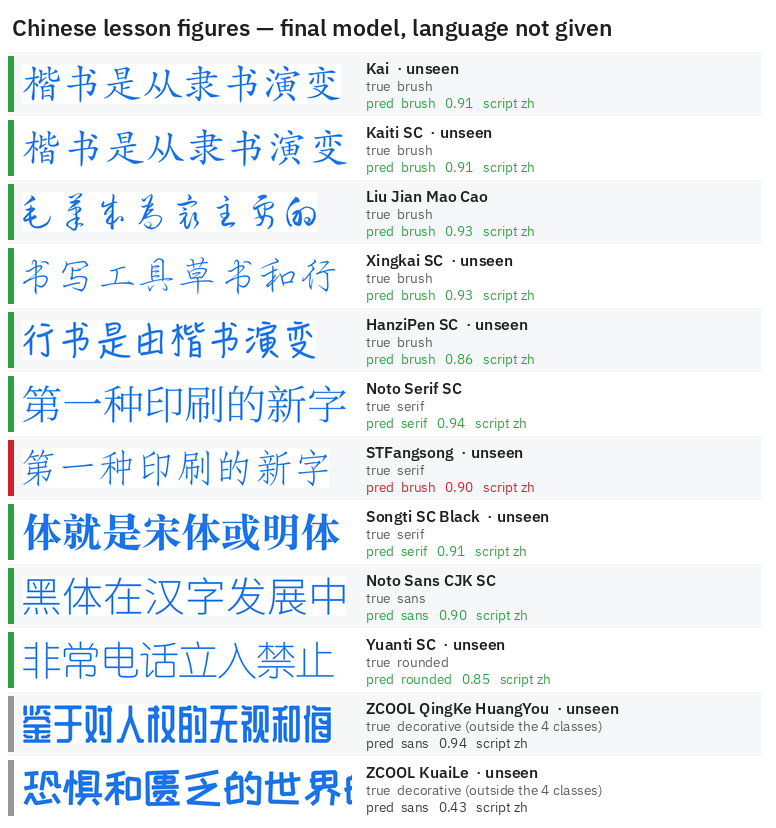 Chinese lesson figures — final model, language not given
楷书是从隶书演变
Kai · unseen
true brush
pred brush 0.91 script zh
楷书是从隶书演变
Kaiti SC · unseen
true brush
pred brush 0.91 script zh
毛
主
的
Liu Jian Mao Cao
true brush
pred brush 0.93 script zh
书写工具草书和行
Xingkai SC · unseen
true brush
pred brush 0.93 script zh
行书是由楷书演变
HanziPen SC · unseen
true brush
pred brush 0.86 script zh
第一种印刷的新字
Noto Serif SC
true serif
pred serif 0.94 script zh
第一种印刷的新字
STFangsong · unseen
true serif
pred brush 0.90 script zh
体就是宋体或明体
Songti SC Black · unseen
true serif
pred serif 0.91 script zh
黑体在汉字发展中
Noto Sans CJK SC
true sans
pred sans 0.90 script zh
非常电话立入禁止
Yuanti SC · unseen
true rounded
pred rounded 0.85 script zh
鉴于对人权的无视和侮
ZCOOL QingKe HuangYou · unseen
true decorative (outside the 4 classes)
pred sans 0.94 script zh
恐惧和匮乏的世界
ZCOOL KuaiLe · unseen
true decorative (outside the 4 classes)
pred sans 0.43 script zh